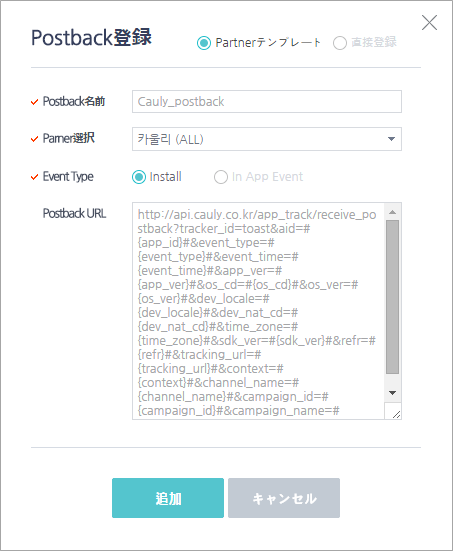 Postback登録
Partnerテンプレート 直接登録
Postback名前 Cauly_postback
Parner選択 카울리 (ALL)
Event Type Install In App Event
Postback URL
http://api.cauly.co.kr/app_track/receive_po
stback?tracker_id=toast&aid=#
{app_id}#&event_type=#
{event_type}#&event_time=#
{event_time}#&app_ver=#
{app_ver}#&os_cd=#{os_cd}#&os_ver=#
{os_ver}#&dev_locale=#
{dev_locale}#&dev_nat_cd=#
{dev_nat_cd}#&time_zone=#
{time_zone}#&sdk_ver=#{sdk_ver}#&refr=#
{refr}#&tracking_url=#
{tracking_url}#&context=#
{context}#&channel_name=#
{channel_name}#&campaign_id=#
{campaign_id}#&campaign_name=#
追加 キャンセル